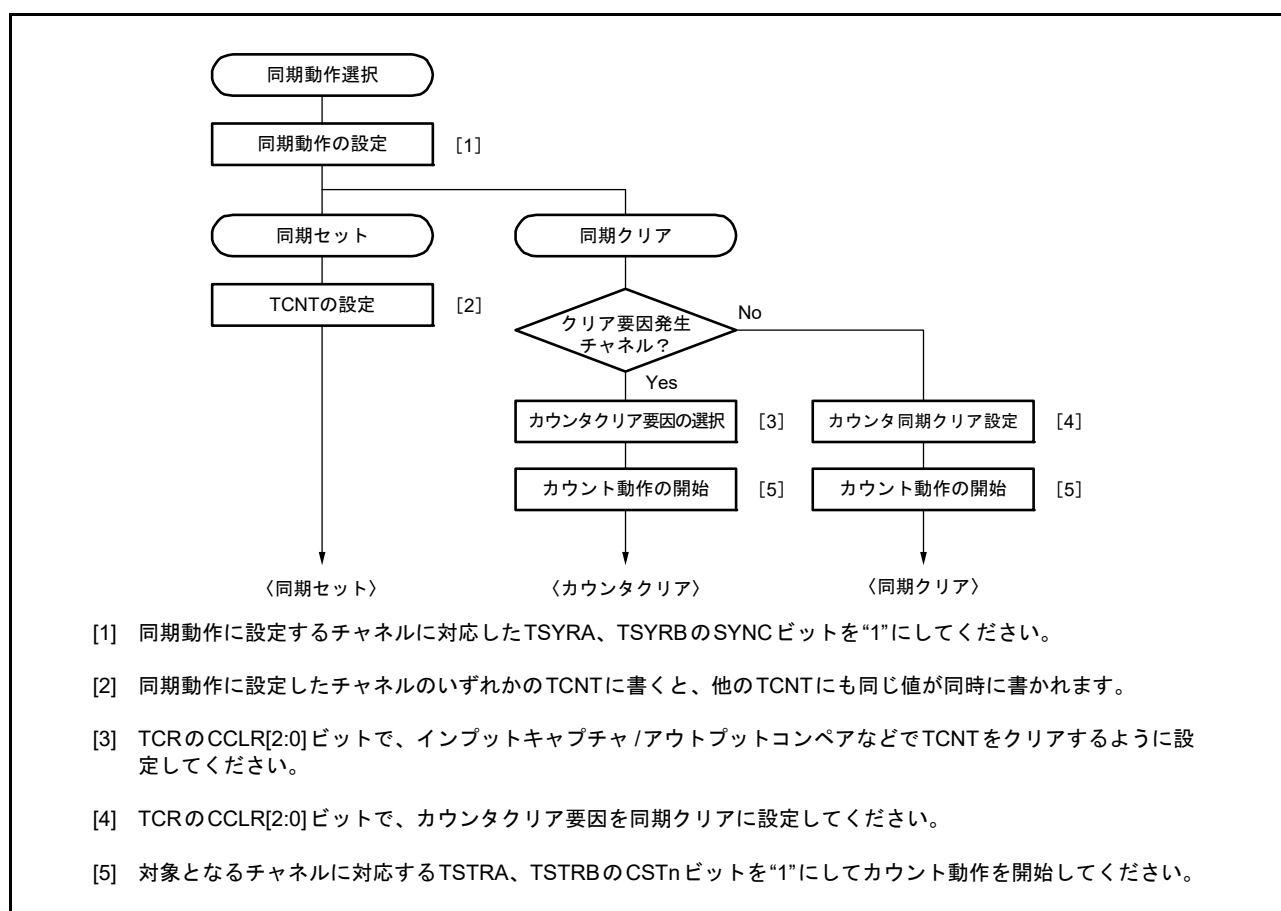 同期動作選択
同期動作の設定 [1]
同期セット 同期クリア
TCNTの設定 [2]
クリア要因発生
チャネル？
No
Yes
カウンタクリア要因の選択 [3] カウンタ同期クリア設定 [4]
カウント動作の開始 [5] カウント動作の開始 [5]
〈同期セット〉 〈カウンタクリア〉 〈同期クリア〉
[1] 同期動作に設定するチャネルに対応したTSYRA、TSYRBのSYNCビットを“1”にしてください。
[2] 同期動作に設定したチャネルのいずれかのTCNTに書くと、他のTCNTにも同じ値が同時に書かれます。
[3] TCRのCCLR[2:0]ビットで、インプットキャプチャ/アウトプットコンペアなどでTCNTをクリアするように設
定してください。
[4] TCRのCCLR[2:0]ビットで、カウンタクリア要因を同期クリアに設定してください。
[5] 対象となるチャネルに対応するTSTRA、TSTRBのCSTnビットを“1”にしてカウント動作を開始してください。